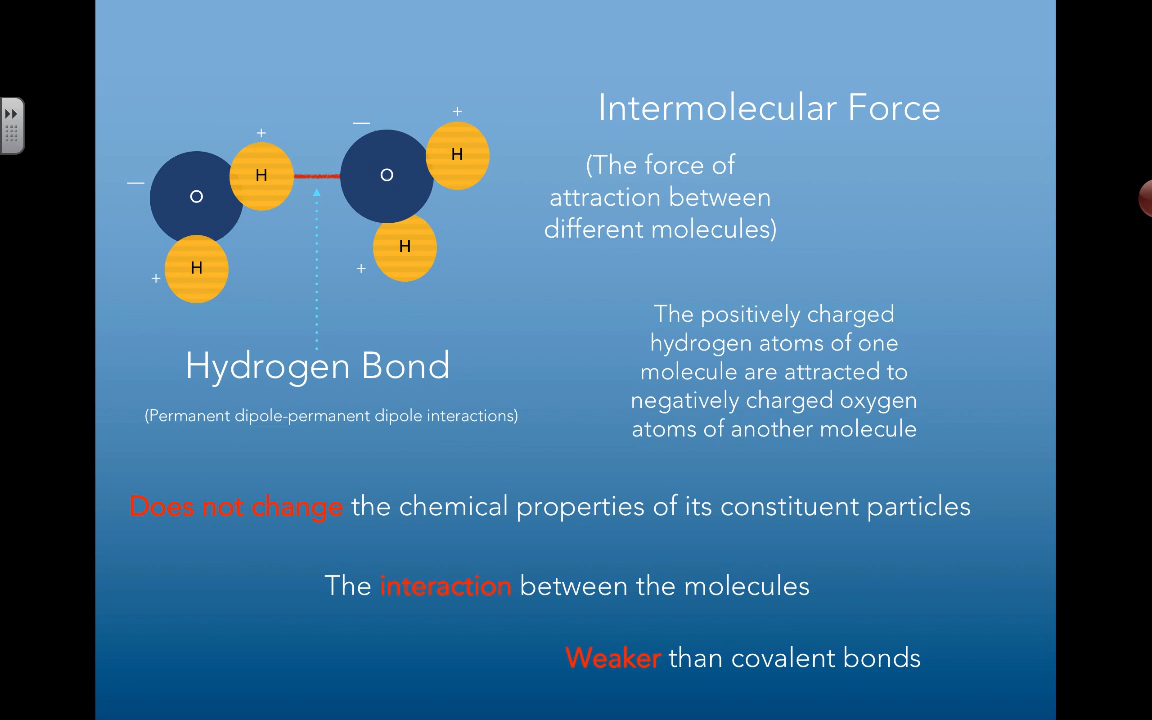 Intermolecular Force
(The force of
attraction between
different molecules)
+
—
+
H
H
O
—
O
H
+
H
+
The positively charged
hydrogen atoms of one
molecule are attracted to
negatively charged oxygen
atoms of another molecule
Hydrogen Bond
(Permanent dipole-permanent dipole interactions)
Does not change the chemical properties of its constituent particles
The interaction between the molecules
Weaker than covalent bonds